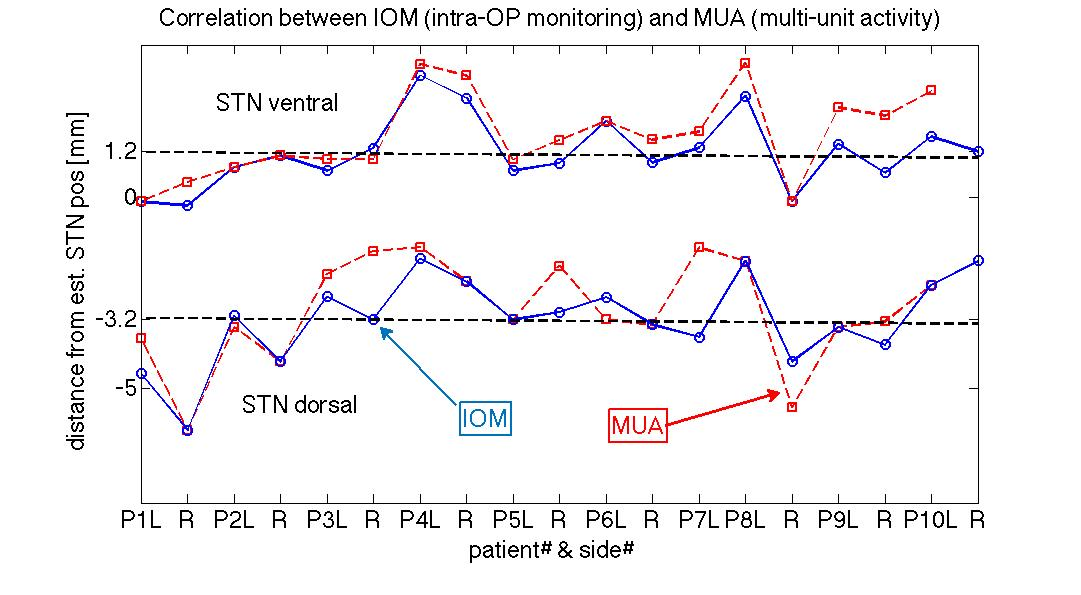 Correlation between IOM (intra-OP monitoring) and MUA (multi-unit activity)
distance from est. STN pos [mm]
STN ventral
1.2
0
-3.2
-5
STN dorsal
IOM
MUA
P1L R P2L R P3L R P4L R P5L R P6L R P7L P8L R P9L R P10L R
patient# & side#